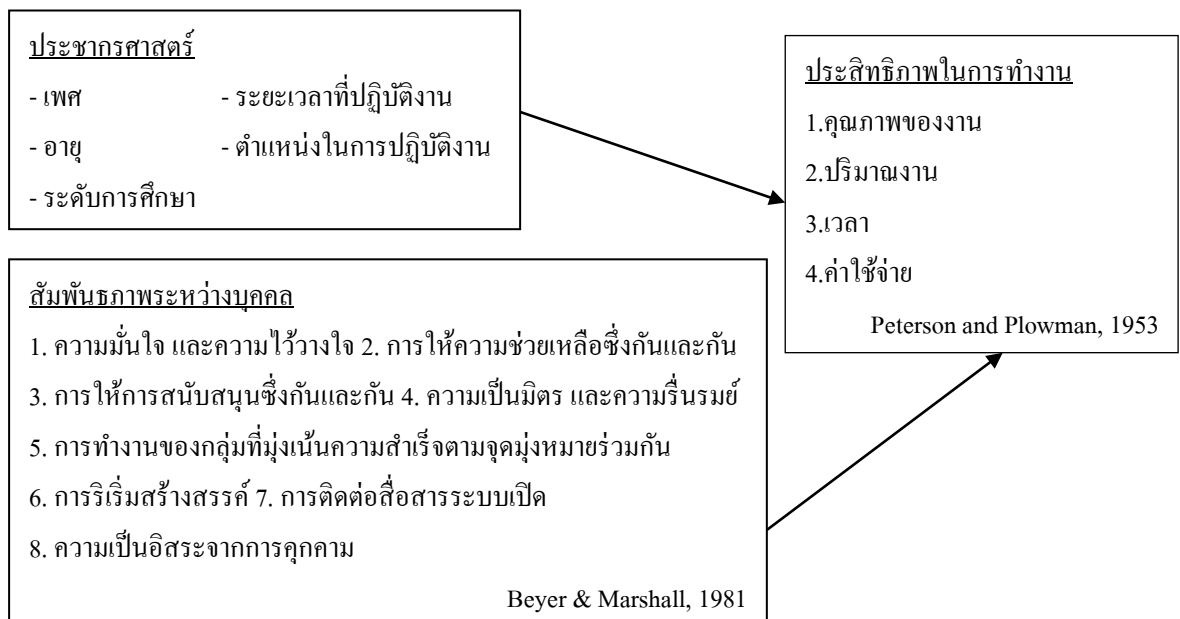 ประชากรศาสตร์
- เพศ - ระยะเวลาที่ปฏิบัติงาน
- อายุ - ตำแหน่งในการปฏิบัติงาน
- ระดับการศึกษา
สัมพันธภาพระหว่างบุคคล
1. ความมั่นใจ และความไว้วางใจ 2. การให้ความช่วยเหลือซึ่งกันและกัน
3. การให้การสนับสนุนซึ่งกันและกัน 4. ความเป็นมิตร และความรื่นรมย์
5. การทำงานของกลุ่มที่มุ่งเน้นความสำเร็จตามจุดมุ่งหมายร่วมกัน
6. การริเริ่มสร้างสรรค์ 7. การติดต่อสื่อสารระบบเปิด
8. ความเป็นอิสระจากการคุกคาม
Beyer & Marshall, 1981
ประสิทธิภาพในการทำงาน
1.คุณภาพของงาน
2.ปริมาณงาน
3.เวลา
4.ค่าใช้จ่าย
Peterson and Plowman, 1953